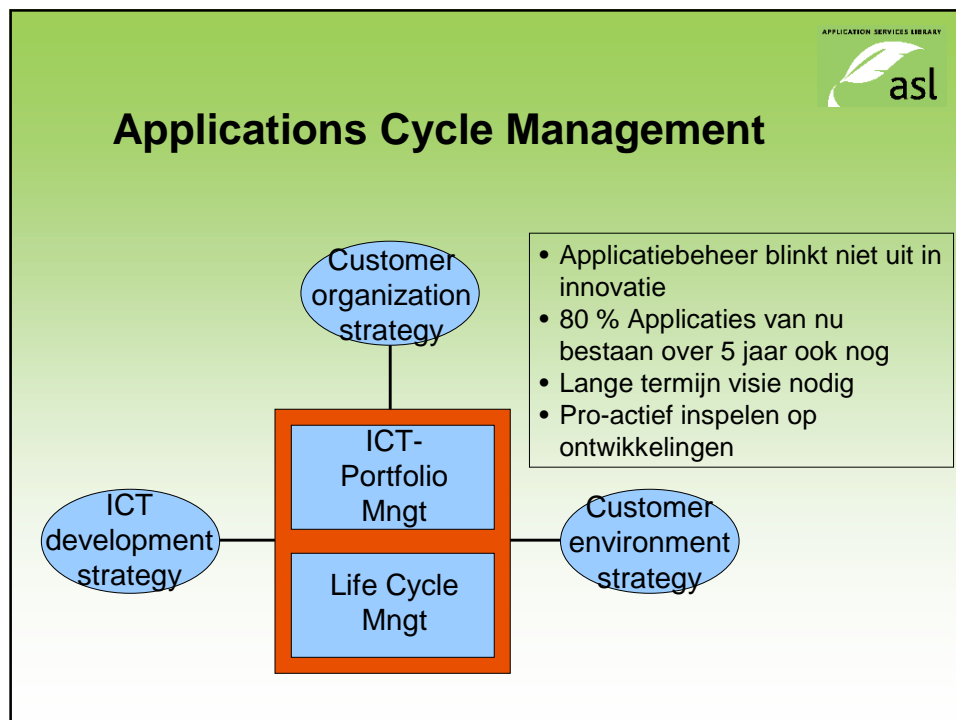 APPLICATION SERVICES LIBRARY
asl
Applications Cycle Management
Customer
organization
strategy
• Applicatiebeheer blinkt niet uit in
innovatie
• 80 % Applicaties van nu
bestaan over 5 jaar ook nog
• Lange termijn visie nodig
• Pro-actief inspelen op
ontwikkelingen
ICT-
Portfolio
Mngt
ICT
development
strategy
Customer
environment
strategy
Life Cycle
Mngt